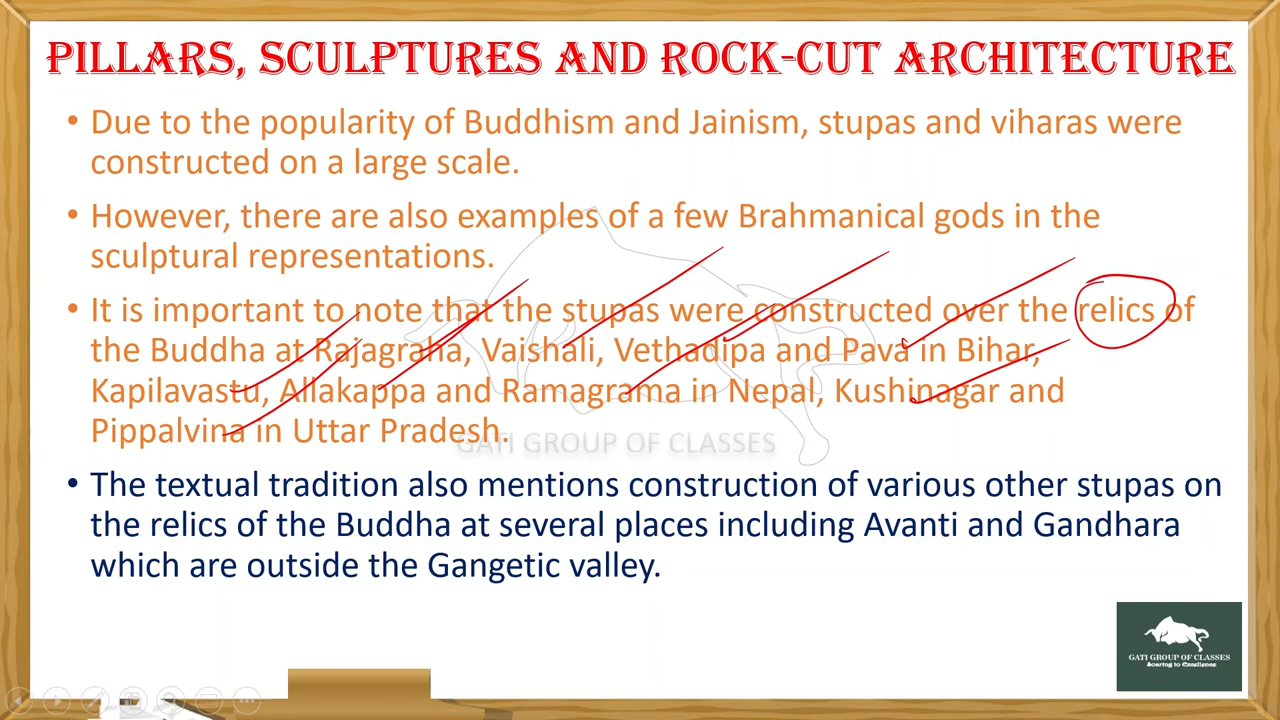 PILLARS, SCULPTURES AND ROCK-CUT ARCHITECTURE
• Due to the popularity of Buddhism and Jainism, stupas and viharas were
constructed on a large scale.
• However, there are also examples of a few Brahmanical gods in the
sculptural representations.
• It is important to note that the stupas were constructed over the relics of
the Buddha at Rajagraha, Vaishali, Vethadipa and Pava in Bihar,
Kapilavastu, Allakappa and Ramagrama in Nepal, Kushinagar and
Pippalvina in Uttar Pradesh.
GATI GROUP OF CLASSES
• The textual tradition also mentions construction of various other stupas on
the relics of the Buddha at several places including Avanti and Gandhara
which are outside the Gangetic valley.
GATI GROUP OF CLASSES
Soaring to Excellence